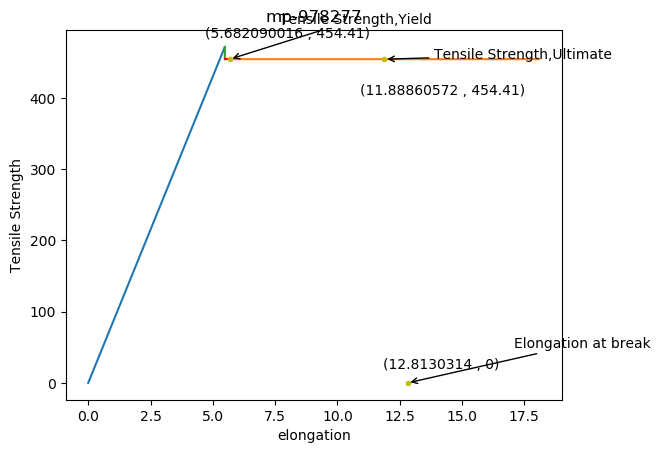 mp-978277
Tensile Strength,Yield
(5.682090016 , 454.41)
Tensile Strength,Ultimate
(11.88860572 , 454.41)
Elongation at break
(12.8130314 , 0)
Tensile Strength
400
300
200
100
0
0.0 2.5 5.0 7.5 10.0 12.5 15.0 17.5
elongation